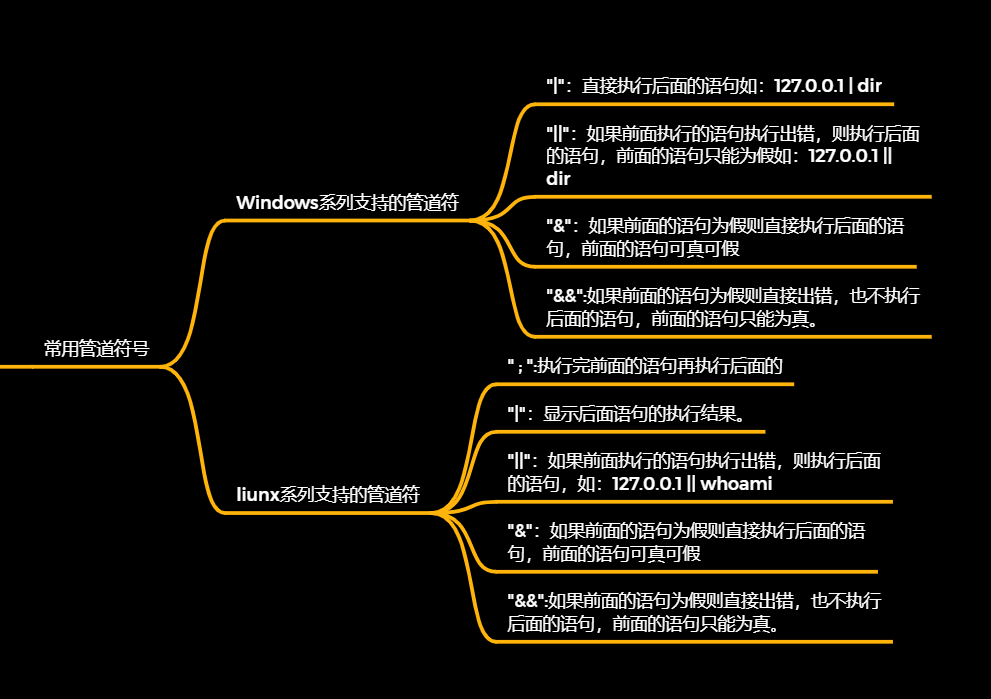 常用管道符号
Windows系列支持的管道符
"|"：直接执行后面的语句如：127.0.0.1 | dir
"||"：如果前面执行的语句执行出错，则执行后面
的语句，前面的语句只能为假如：127.0.0.1 ||
dir
"&"：如果前面的语句为假则直接执行后面的语
句，前面的语句可真可假
"&&":如果前面的语句为假则直接出错，也不执行
后面的语句，前面的语句只能为真。
liunx系列支持的管道符
" ; ":执行完前面的语句再执行后面的
"|"：显示后面语句的执行结果。
"||"：如果前面执行的语句执行出错，则执行后面
的语句，如：127.0.0.1 || whoami
"&"：如果前面的语句为假则直接执行后面的语
句，前面的语句可真可假
"&&":如果前面的语句为假则直接出错，也不执行
后面的语句，前面的语句只能为真。